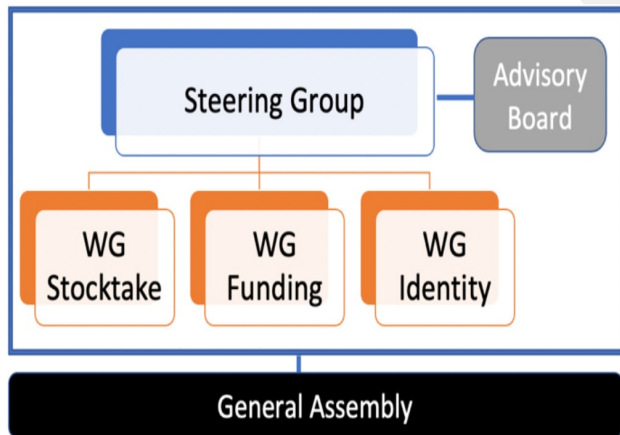 Steering Group
Advisory
Board
WG
Stocktake
WG
Funding
WG
Identity
General Assembly